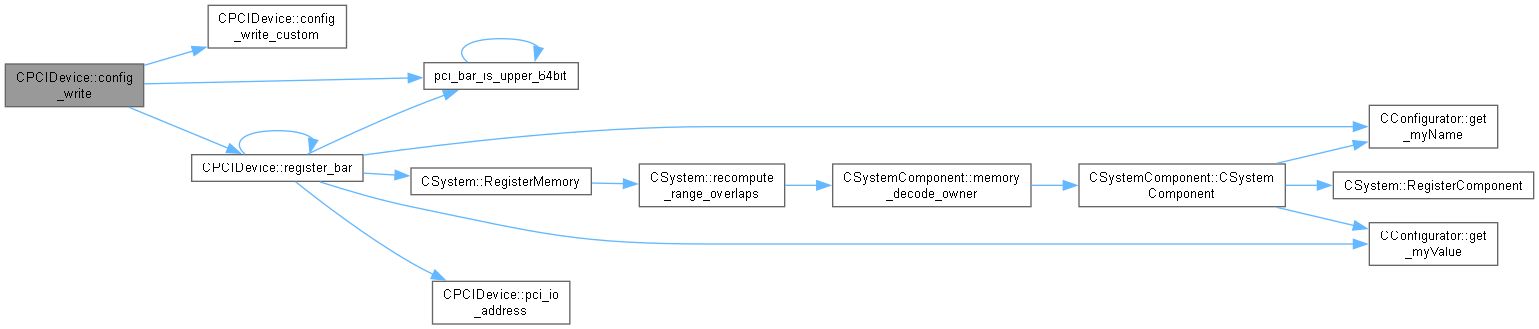 CPCIDevice::config
_write_custom
CPCIDevice::config
_write
pci_bar_is_upper_64bit
CPCIDevice::register_bar
CSystem::RegisterMemory
CSystem::recompute
_range_overlaps
CSystemComponent::memory
_decode_owner
CSystemComponent::CSystem
Component
CConfigurator::get
_myName
CSystem::RegisterComponent
CConfigurator::get
_myValue
CPCIDevice::pci_io
_address